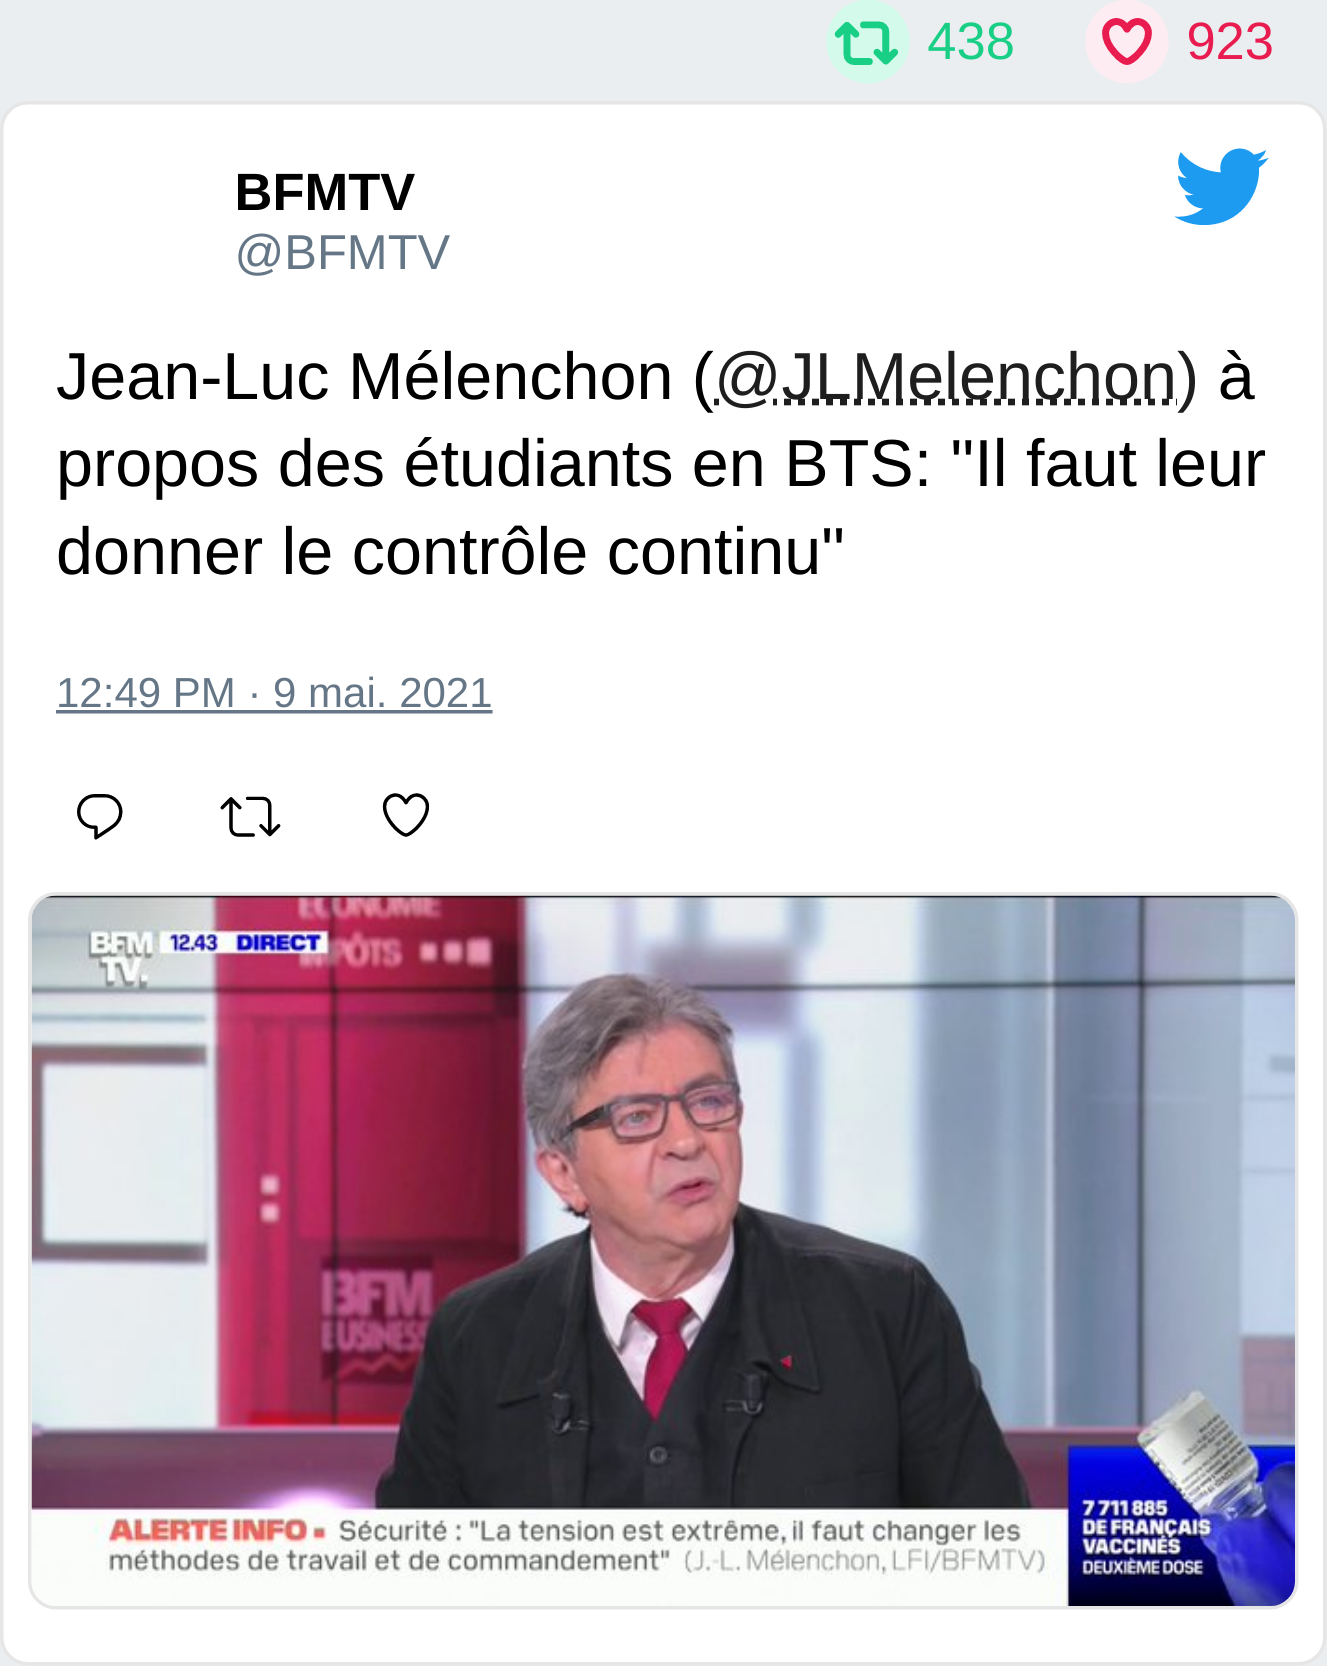 438 923
BFMTV
@BFMTV
Jean-Luc Mélenchon (@JLMelenchon) à
propos des étudiants en BTS: "Il faut leur
donner le contrôle continu"
12:49 PM · 9 mai. 2021
ECONOMIE
BFM 12.43 DIRECT
TV.
IMPÔTS
BFM
BUSINESS
ALERTE INFO ▪ Sécurité : "La tension est extrême, il faut changer les
méthodes de travail et de commandement" (J.-L. Mélenchon, LFI/BFMTV)
7 711 885
DE FRANÇAIS
VACCINÉS
DEUXIÈME DOSE